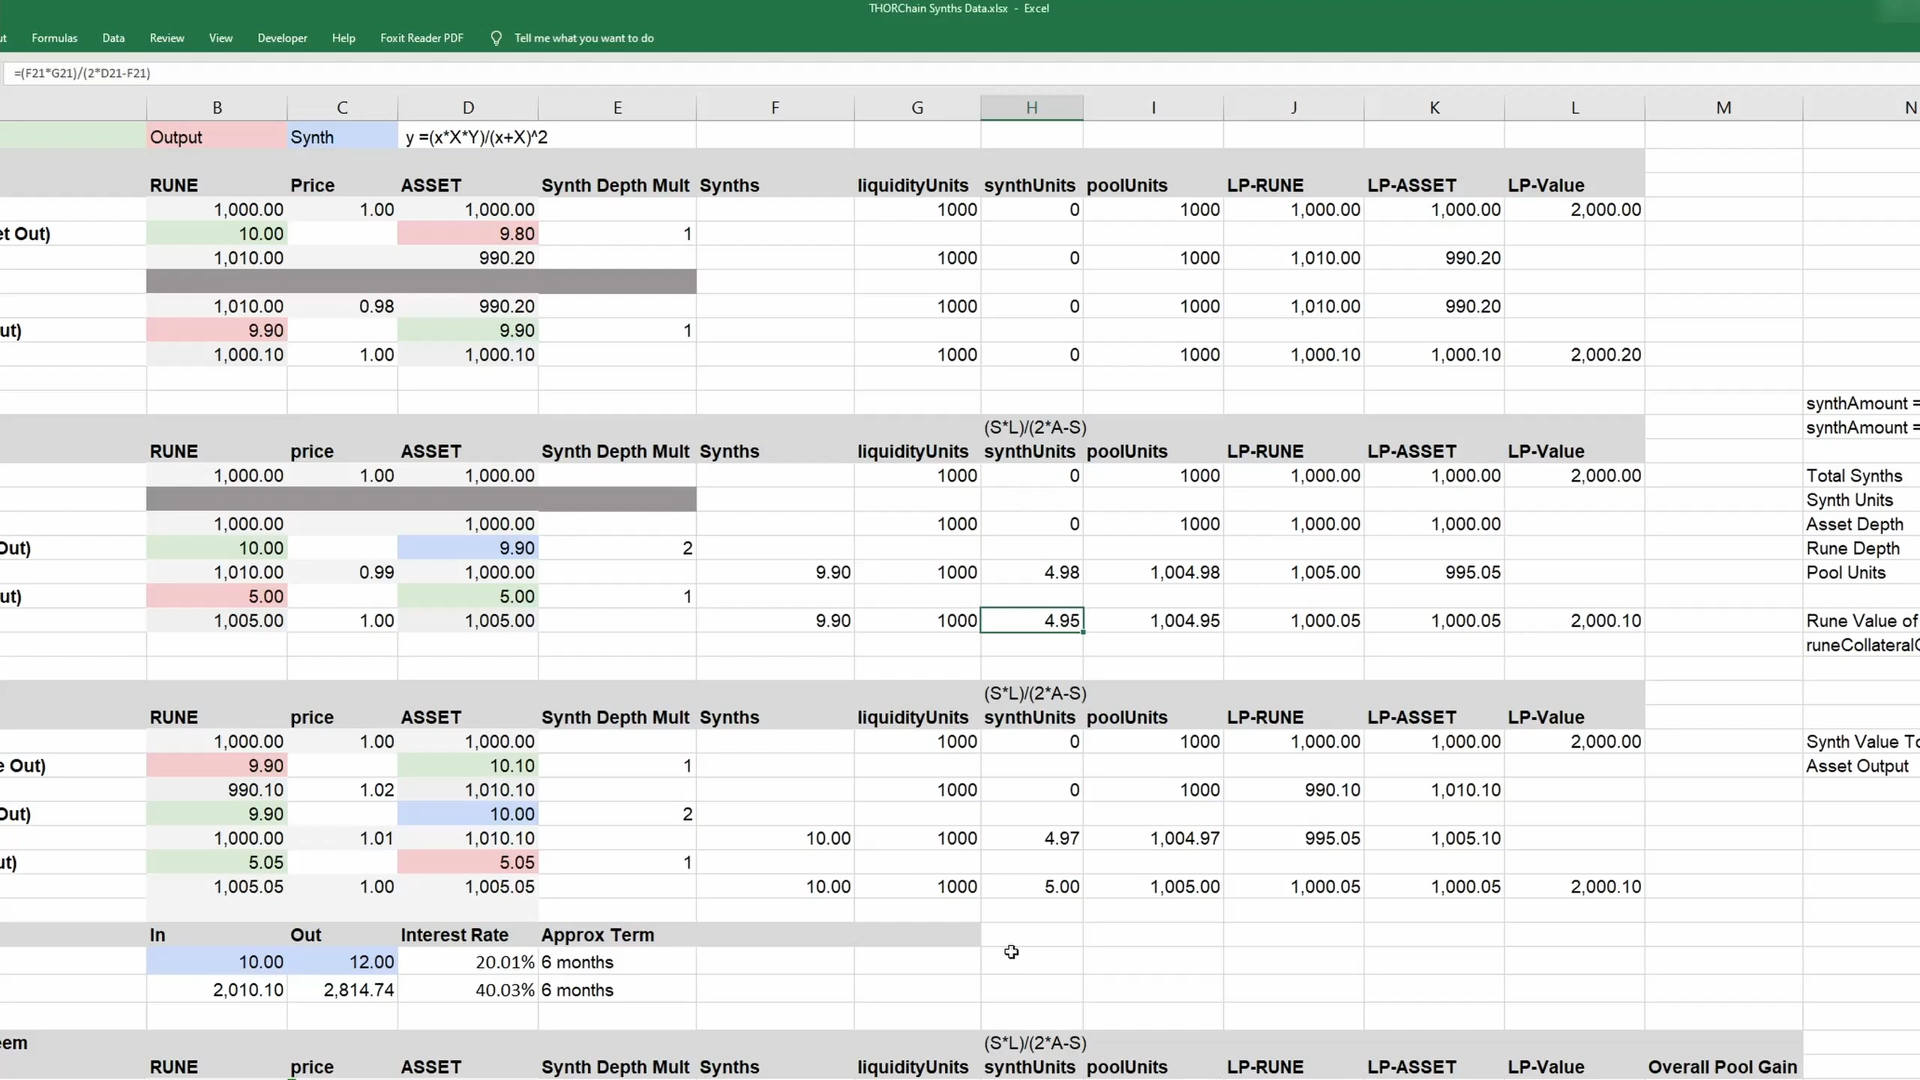 THORChain Synths Data.xlsx - Excel
Formulas Data Review View Developer Help Foxit Reader PDF Tell me what you want to do
=(F21*G21)/(2*D21-F21)
B C D E F G H I J K L M N
Output Synth y =(x*X*Y)/(x+X)^2
RUNE Price ASSET Synth Depth Mult Synths liquidityUnits synthUnits poolUnits LP-RUNE LP-ASSET LP-Value
1,000.00 1.00 1,000.00 1000 0 1000 1,000.00 1,000.00 2,000.00
et Out) 10.00 9.80 1
1,010.00 990.20 1000 0 1000 1,010.00 990.20
1,010.00 0.98 990.20 1000 0 1000 1,010.00 990.20
ut) 9.90 9.90 1
1,000.10 1.00 1,000.10 1000 0 1000 1,000.10 1,000.10 2,000.20
synthAmount =
(S*L)/(2*A-S) synthAmount =
RUNE price ASSET Synth Depth Mult Synths liquidityUnits synthUnits poolUnits LP-RUNE LP-ASSET LP-Value
1,000.00 1.00 1,000.00 1000 0 1000 1,000.00 1,000.00 2,000.00 Total Synths
Synth Units
1,000.00 1,000.00 1000 0 1000 1,000.00 1,000.00 Asset Depth
Out) 10.00 9.90 2 Rune Depth
1,010.00 0.99 1,000.00 9.90 1000 4.98 1,004.98 1,005.00 995.05 Pool Units
ut) 5.00 5.00 1
1,005.00 1.00 1,005.00 9.90 1000 4.95 1,004.95 1,000.05 1,000.05 2,000.10 Rune Value of
runeCollateral
(S*L)/(2*A-S)
RUNE price ASSET Synth Depth Mult Synths liquidityUnits synthUnits poolUnits LP-RUNE LP-ASSET LP-Value
1,000.00 1.00 1,000.00 1000 0 1000 1,000.00 1,000.00 2,000.00 Synth Value To
e Out) 9.90 10.10 1 Asset Output
990.10 1.02 1,010.10 1000 0 1000 990.10 1,010.10
Out) 9.90 10.00 2
1,000.00 1.01 1,010.10 10.00 1000 4.97 1,004.97 995.05 1,005.10
ut) 5.05 5.05 1
1,005.05 1.00 1,005.05 10.00 1000 5.00 1,005.00 1,000.05 1,000.05 2,000.10
In Out Interest Rate Approx Term
10.00 12.00 20.01% 6 months
2,010.10 2,814.74 40.03% 6 months
eem (S*L)/(2*A-S)
RUNE price ASSET Synth Depth Mult Synths liquidityUnits synthUnits poolUnits LP-RUNE LP-ASSET LP-Value Overall Pool Gain